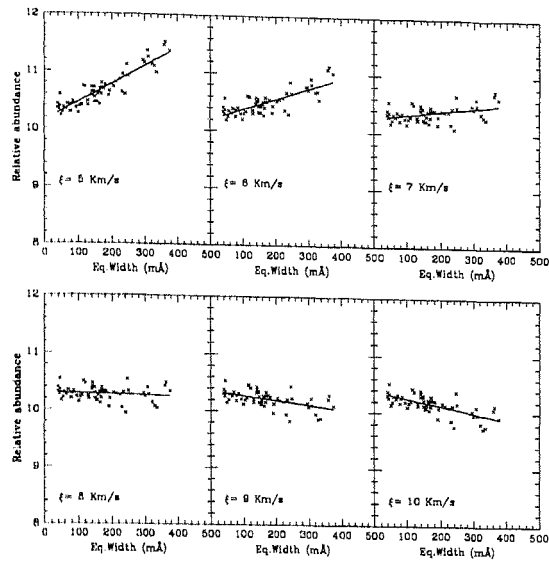 12
11
10
9
8
Relative abundance
ξ= 5 Km/s
ξ= 6 Km/s
ξ= 7 Km/s
0 100 200 300 400 500 100 200 300 400 500 100 200 300 400 500
Eq.Width (mÅ) Eq.Width (mÅ) Eq.Width (mÅ)
12
11
10
9
8
Relative abundance
ξ= 8 Km/s
ξ= 9 Km/s
ξ= 10 Km/s
0 100 200 300 400 500 100 200 300 400 500 100 200 300 400 500
Eq.Width (mÅ) Eq.Width (mÅ) Eq.Width (mÅ)